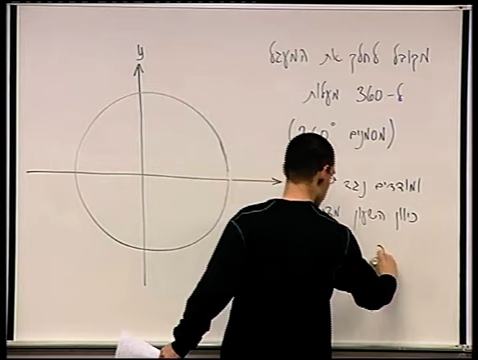 y
מקובל לחלק את המעגל
ל-360 מעלות
(מסמנים 360°)
ומודדים נגד
כיוון השעון